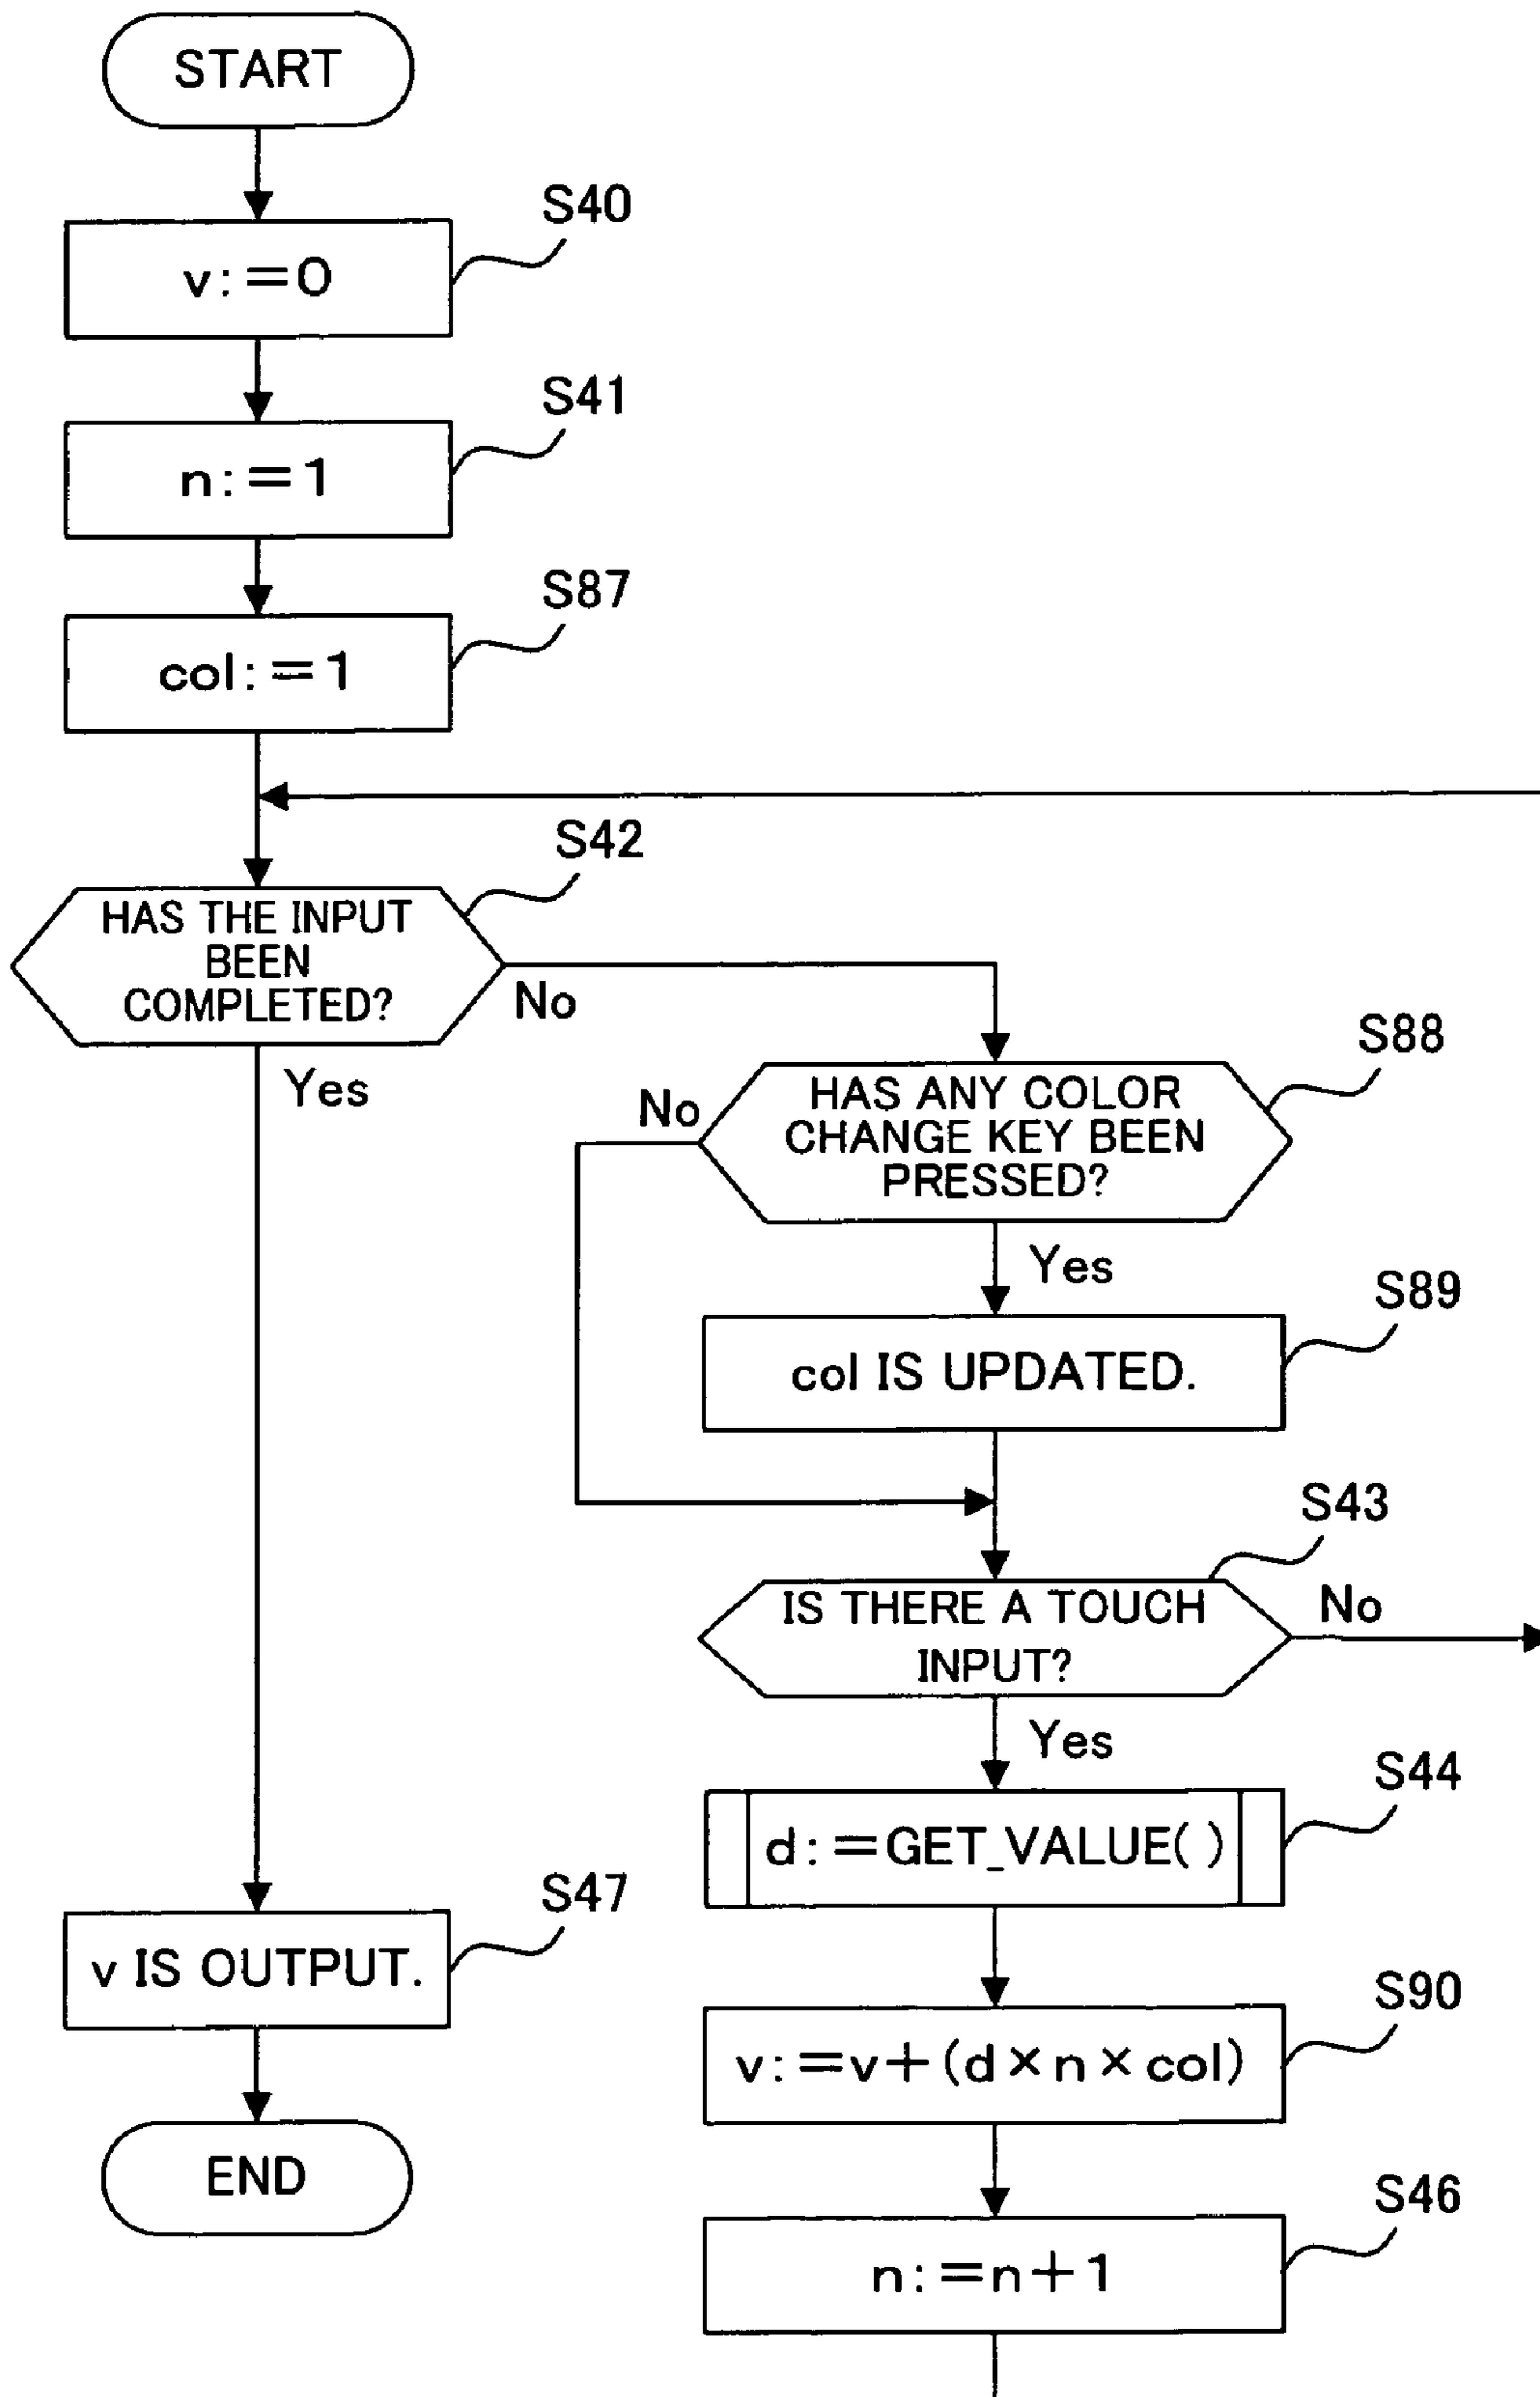 START
S40
v:=0
S41
n:=1
S87
col:=1
S42
HAS THE INPUT
BEEN
COMPLETED?
No
Yes
S88
HAS ANY COLOR
CHANGE KEY BEEN
PRESSED?
No
Yes
S89
col IS UPDATED.
S43
IS THERE A TOUCH
INPUT?
No
Yes
S44
d:=GET_VALUE( )
S90
v:=v+(d×n×col)
S46
n:=n+1
S47
v IS OUTPUT.
END